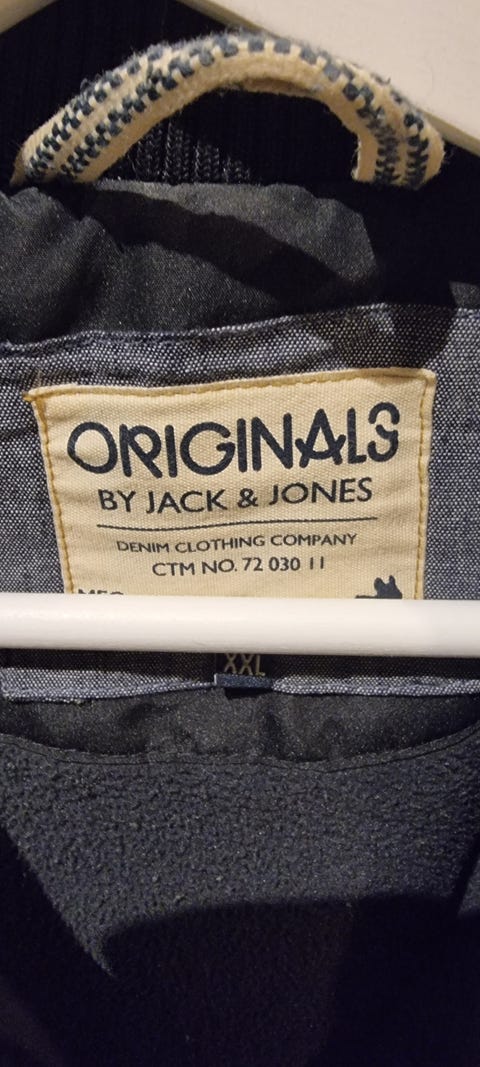 ORIGINALS
BY JACK & JONES
DENIM CLOTHING COMPANY
CTM NO. 72 030 11
XXL